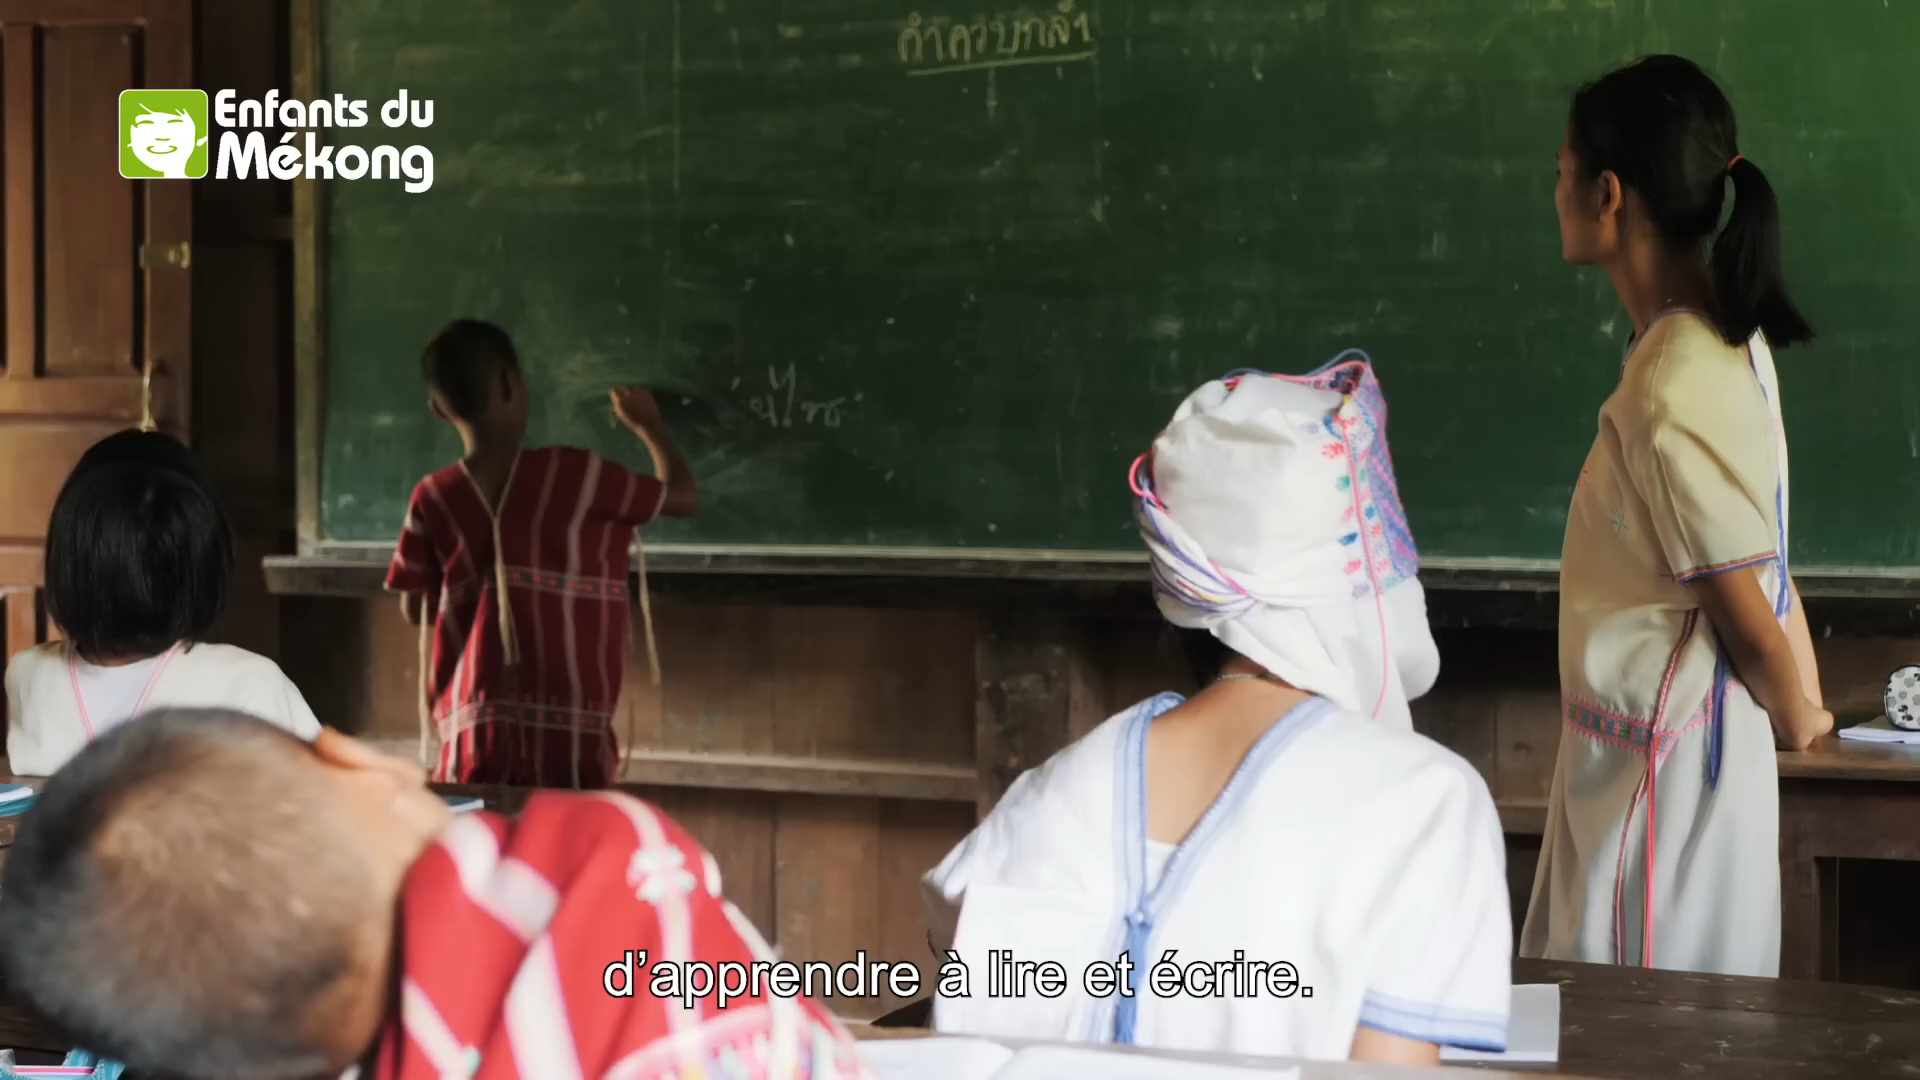 คำควบกล้ำ
Enfants du
Mékong
d’apprendre à lire et écrire.